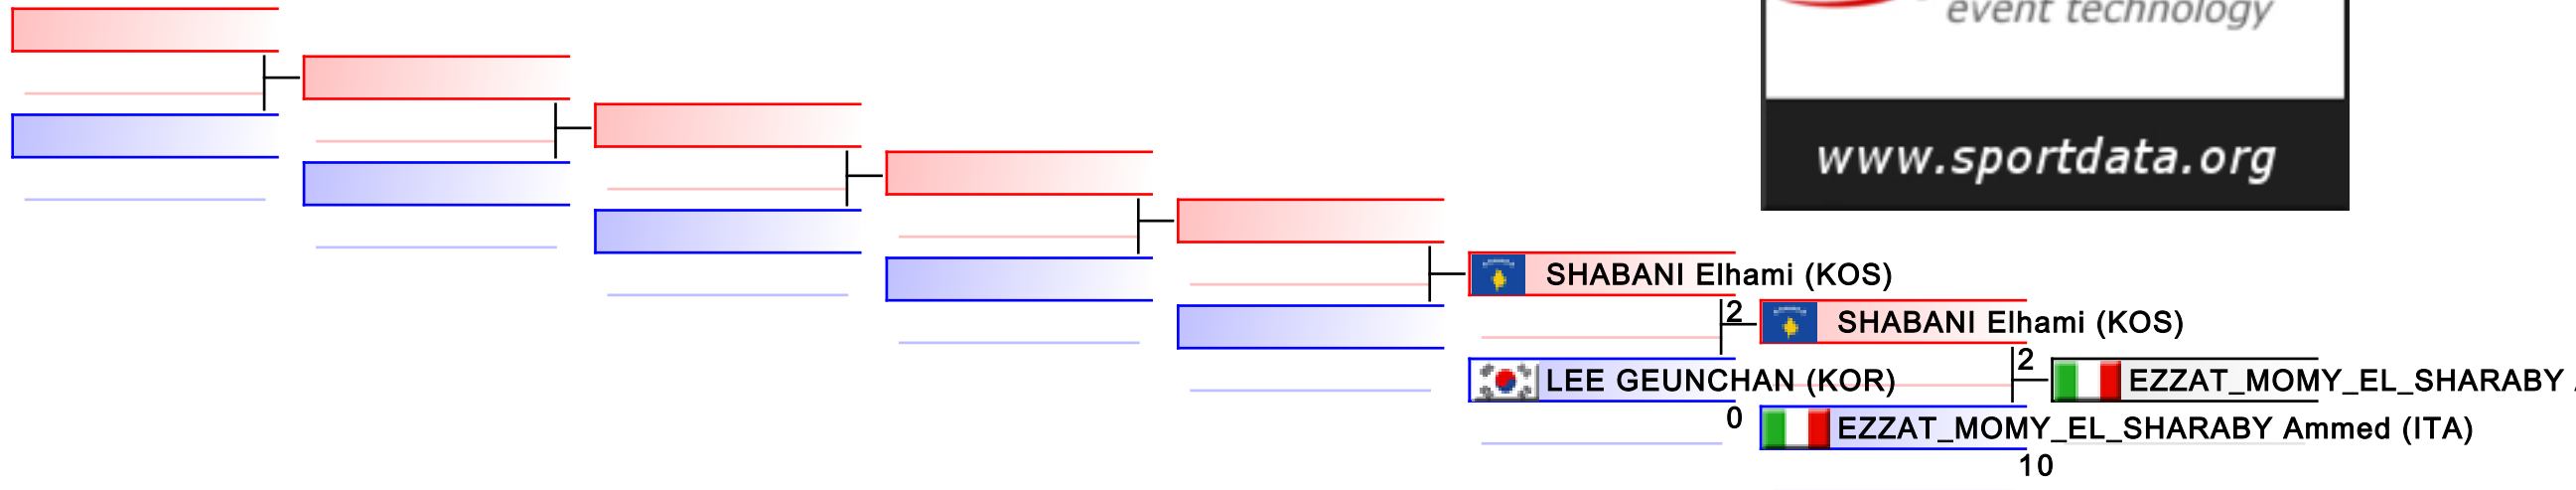 event technology
www.sportdata.org
SHABANI Elhami (KOS)
2
SHABANI Elhami (KOS)
2
LEE GEUNCHAN (KOR)
EZZAT_MOMY_EL_SHARABY
0
EZZAT_MOMY_EL_SHARABY Ammed (ITA)
10